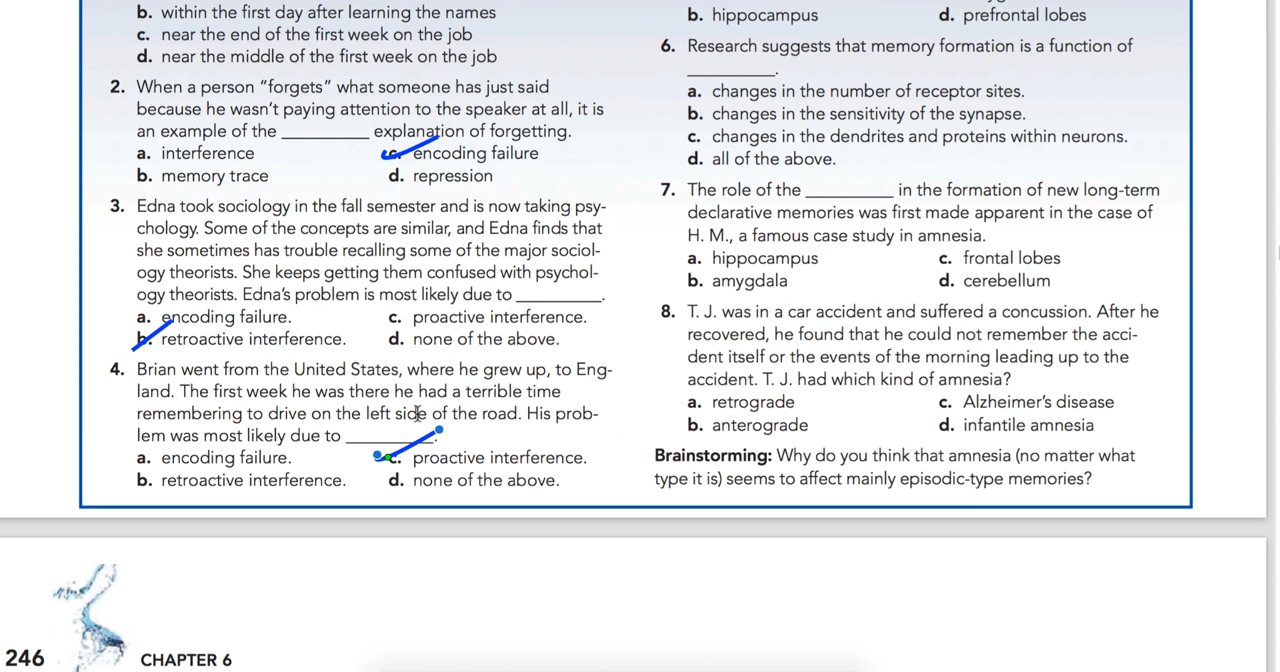 b. within the first day after learning the names
c. near the end of the first week on the job
d. near the middle of the first week on the job
2. When a person “forgets” what someone has just said
because he wasn’t paying attention to the speaker at all, it is
an example of the _________ explanation of forgetting.
a. interference
c. encoding failure
b. memory trace
d. repression
3. Edna took sociology in the fall semester and is now taking psy-
chology. Some of the concepts are similar, and Edna finds that
she sometimes has trouble recalling some of the major sociol-
ogy theorists. She keeps getting them confused with psychol-
ogy theorists. Edna’s problem is most likely due to _________.
a. encoding failure.
c. proactive interference.
b. retroactive interference.
d. none of the above.
4. Brian went from the United States, where he grew up, to Eng-
land. The first week he was there he had a terrible time
remembering to drive on the left side of the road. His prob-
lem was most likely due to _________.
a. encoding failure.
c. proactive interference.
b. retroactive interference.
d. none of the above.
b. hippocampus
d. prefrontal lobes
6. Research suggests that memory formation is a function of
_________.
a. changes in the number of receptor sites.
b. changes in the sensitivity of the synapse.
c. changes in the dendrites and proteins within neurons.
d. all of the above.
7. The role of the _________ in the formation of new long-term
declarative memories was first made apparent in the case of
H. M., a famous case study in amnesia.
a. hippocampus
c. frontal lobes
b. amygdala
d. cerebellum
8. T. J. was in a car accident and suffered a concussion. After he
recovered, he found that he could not remember the acci-
dent itself or the events of the morning leading up to the
accident. T. J. had which kind of amnesia?
a. retrograde
c. Alzheimer’s disease
b. anterograde
d. infantile amnesia
Brainstorming: Why do you think that amnesia (no matter what
type it is) seems to affect mainly episodic-type memories?
246 CHAPTER 6